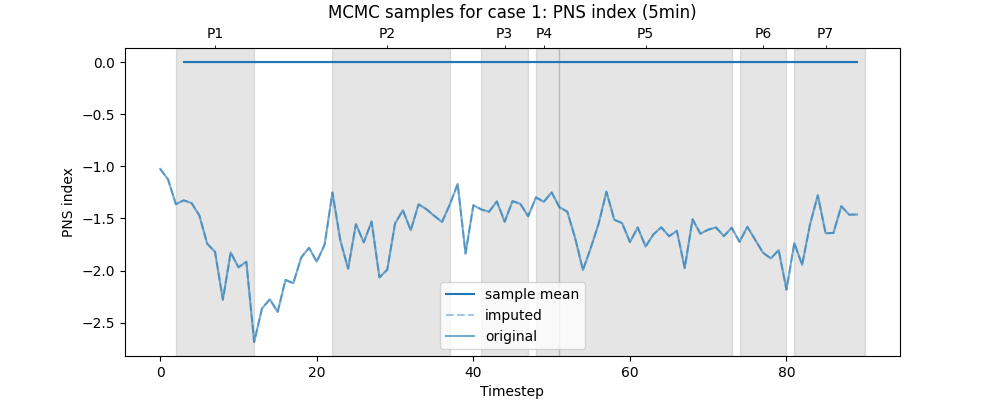 MCMC samples for case 1: PNS index (5min)
P1 P2 P3 P4 P5 P6 P7
0.0
−0.5
−1.0
−1.5
−2.0
−2.5
PNS index
sample mean
imputed
original
0 20 40 60 80
Timestep